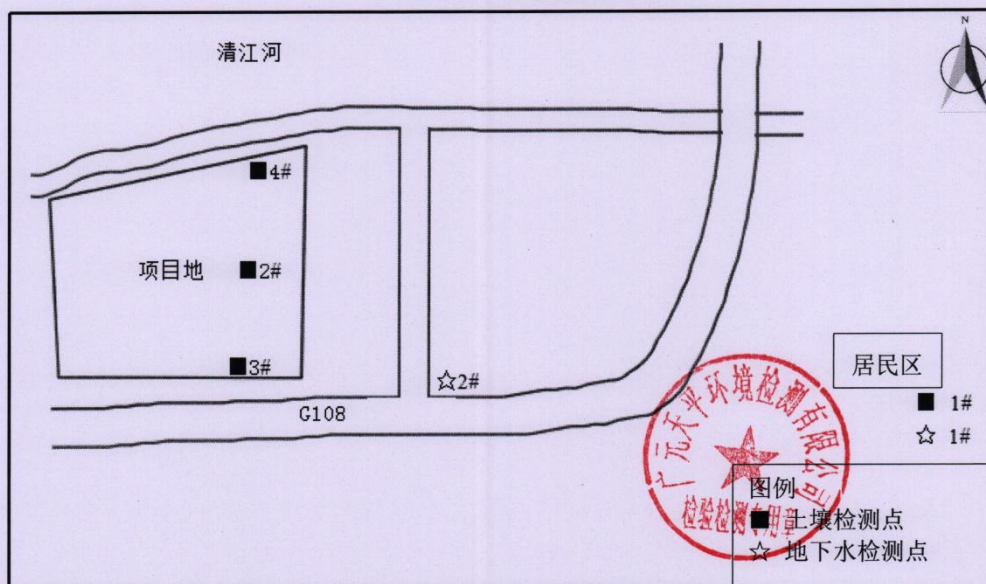 清江河
N
4#
项目地
2#
3#
2#
G108
居民区
1#
1#
广元天平环境检测有限公司
检验检测专用章
图例
土壤检测点
地下水检测点